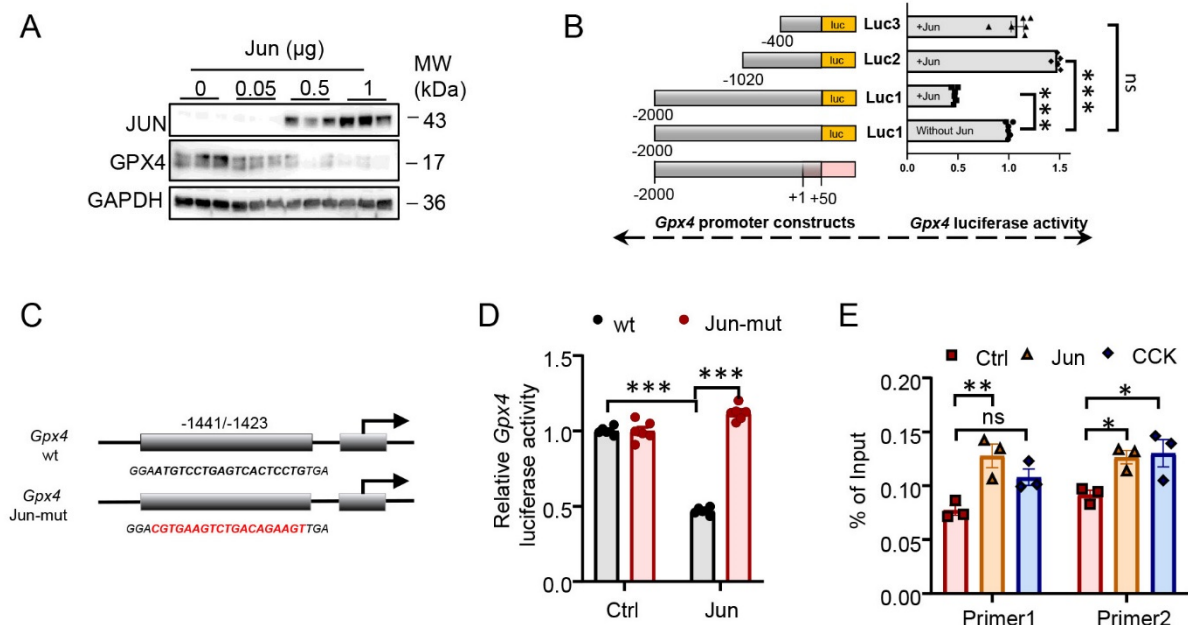 A
Jun (μg)
0 0.05 0.5 1
MW
(kDa)
JUN
43
GPX4
17
GAPDH
36
B
luc
Luc3
+Jun
-400
luc
Luc2
+Jun
-1020
luc
Luc1
+Jun
-2000
luc
Luc1
Without Jun
-2000
-2000
+1 +50
0.0 0.5 1.0 1.5
***
***
ns
Gpx4 promoter constructs
Gpx4 luciferase activity
C
-1441/-1423
Gpx4
wt
GGAATGTCCTGAGTCACTCCTGTGA
Gpx4
Jun-mut
GGACGTGAAGTCTGACAGAAGTTGA
D
wt Jun-mut
Relative Gpx4
luciferase activity
1.5
1.0
0.5
0.0
*** ***
Ctrl Jun
E
Ctrl Jun CCK
% of Input
0.20
0.15
0.10
0.05
0.00
**
ns
*
*
Primer1 Primer2